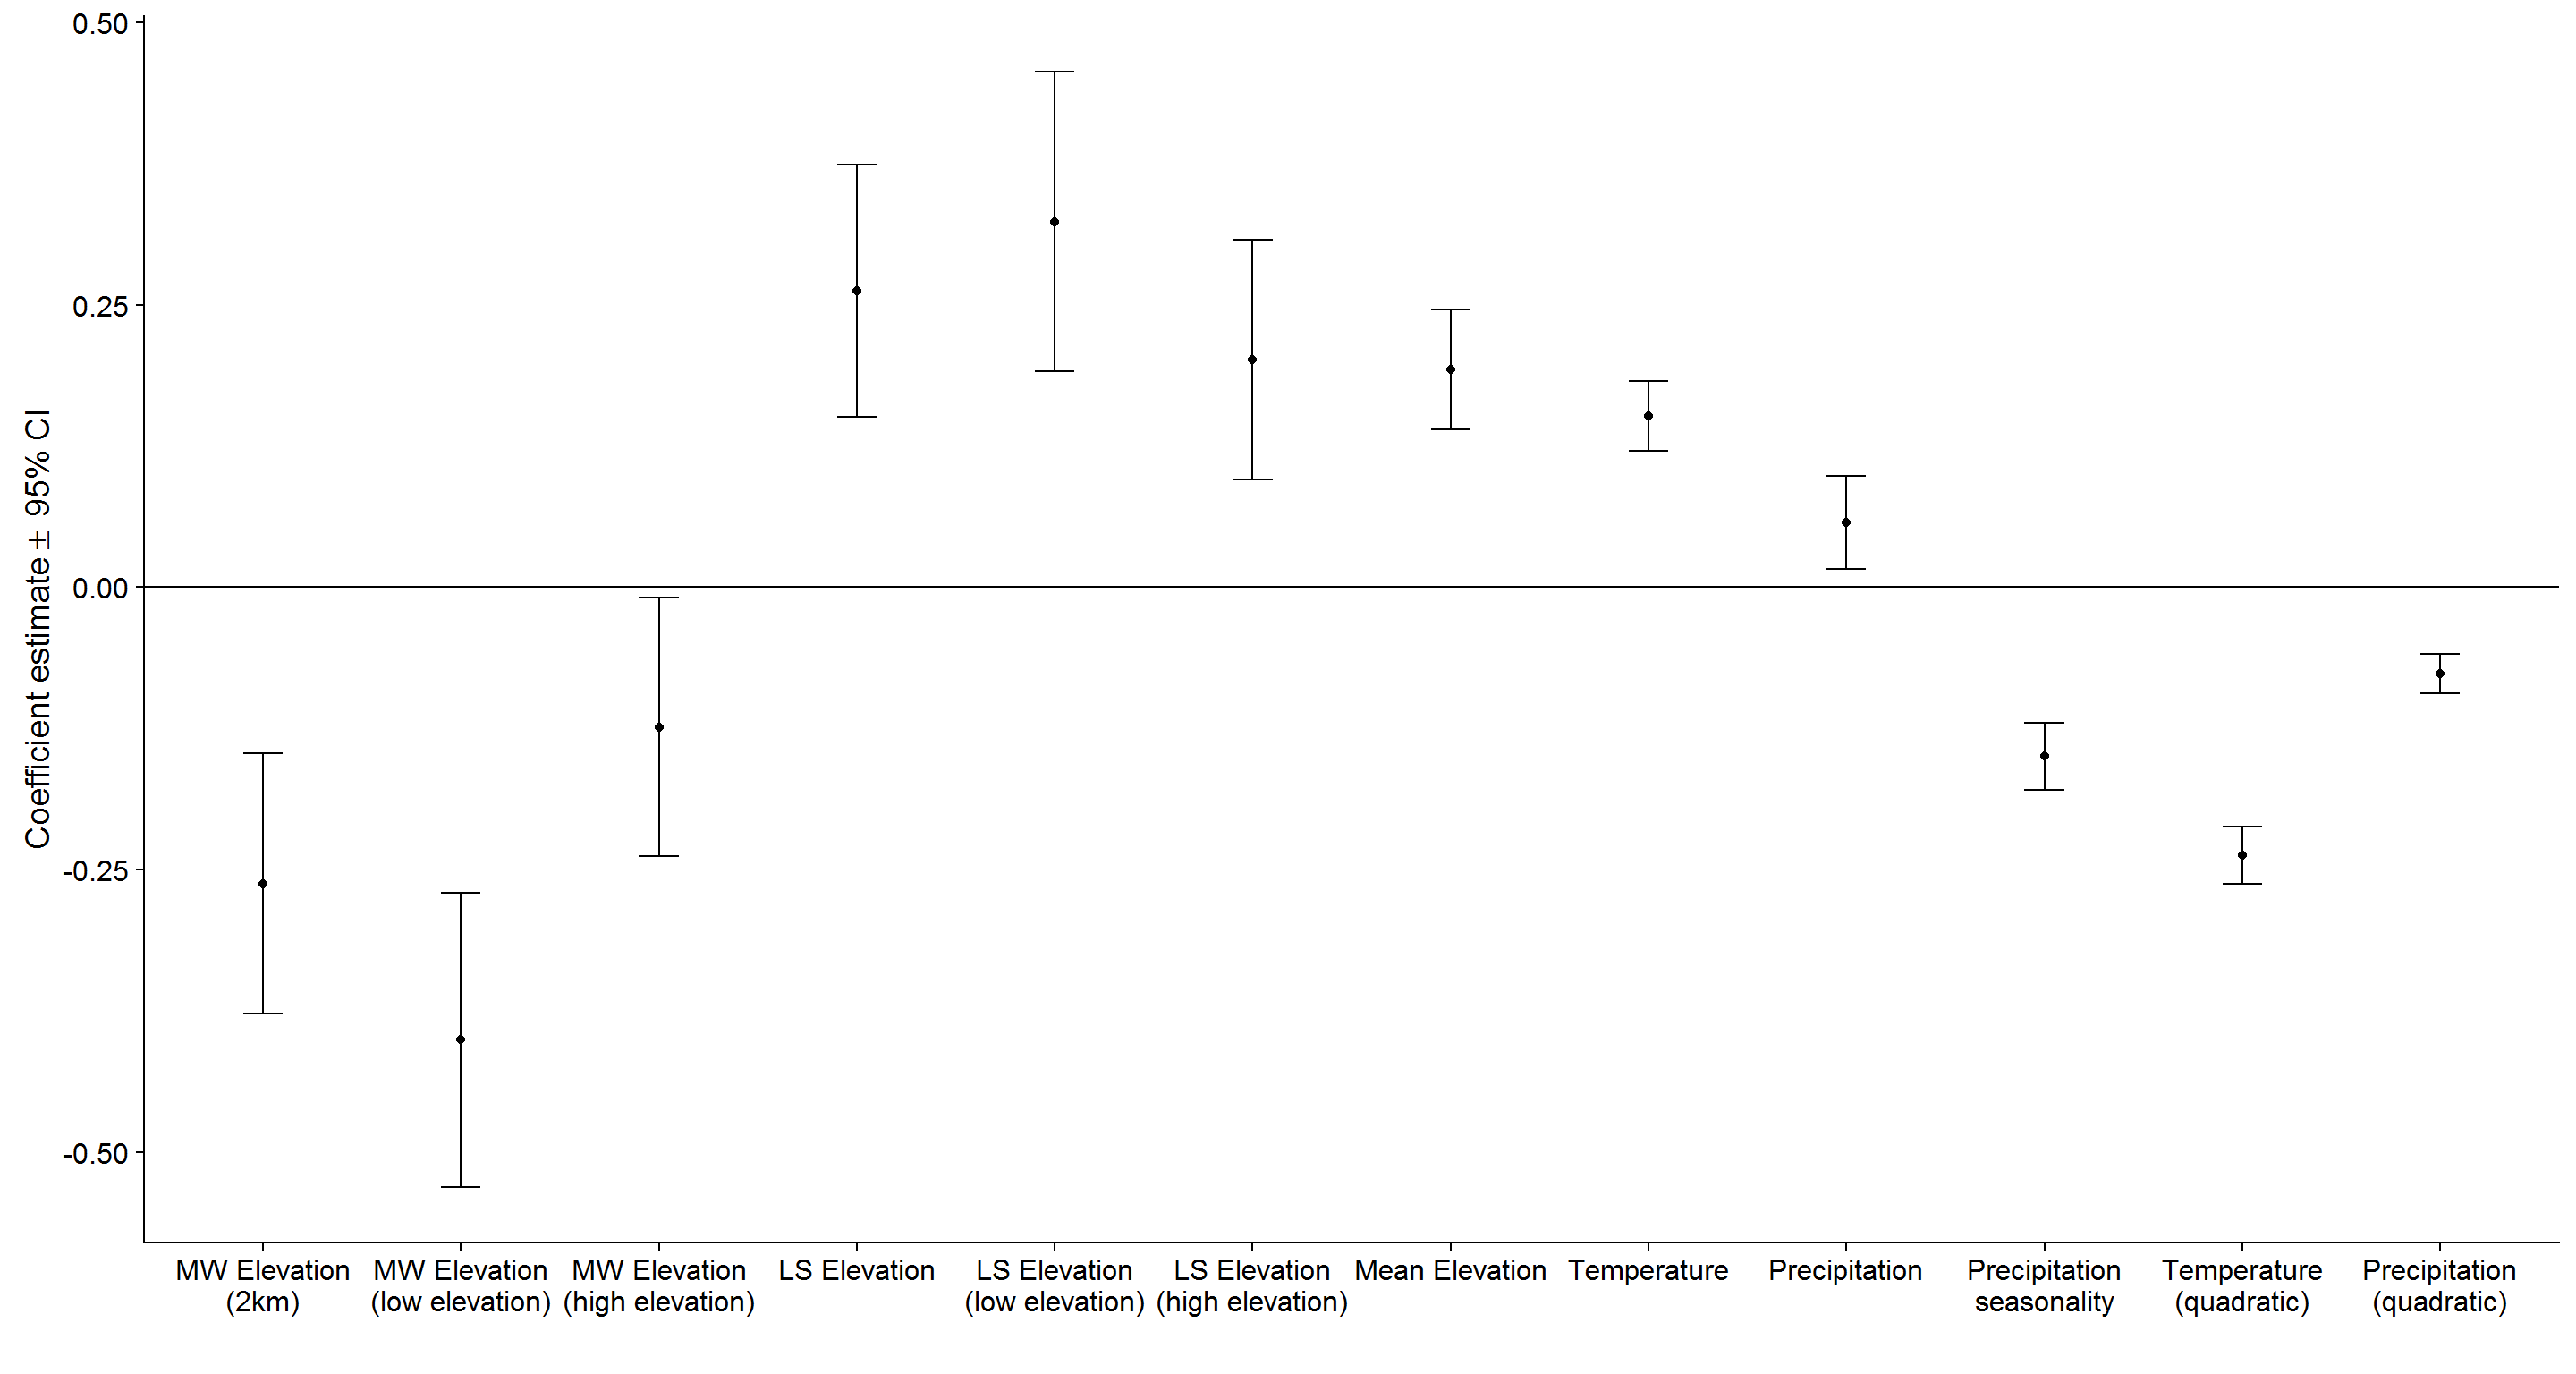 0.50
0.25
0.00
-0.25
-0.50
Coefficient estimate ± 95% CI
MW Elevation
(2km)
MW Elevation
(low elevation)
MW Elevation
(high elevation)
LS Elevation
LS Elevation
(low elevation)
LS Elevation
(high elevation)
Mean Elevation
Temperature
Precipitation
Precipitation
seasonality
Temperature
(quadratic)
Precipitation
(quadratic)